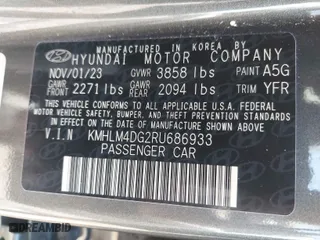 MANUFACTURED IN KOREA BY
HYUNDAI MOTOR COMPANY
NOV/01/23 GVWR 3858 lbs PAINT A5G
GAWR FRONT 2271 lbs GAWR REAR 2094 lbs TRIM YFR
THIS VEHICLE CONFORMS TO ALL APPLICABLE U.S. FEDERAL MOTOR VEHICLE SAFETY, BUMPER, AND THEFT PREVENTION STANDARDS IN EFFECT ON THE DATE OF MANUFACTURE SHOWN ABOVE.
V.I.N KMHLM4DG2RU686933
PASSENGER CAR
DREAMBID